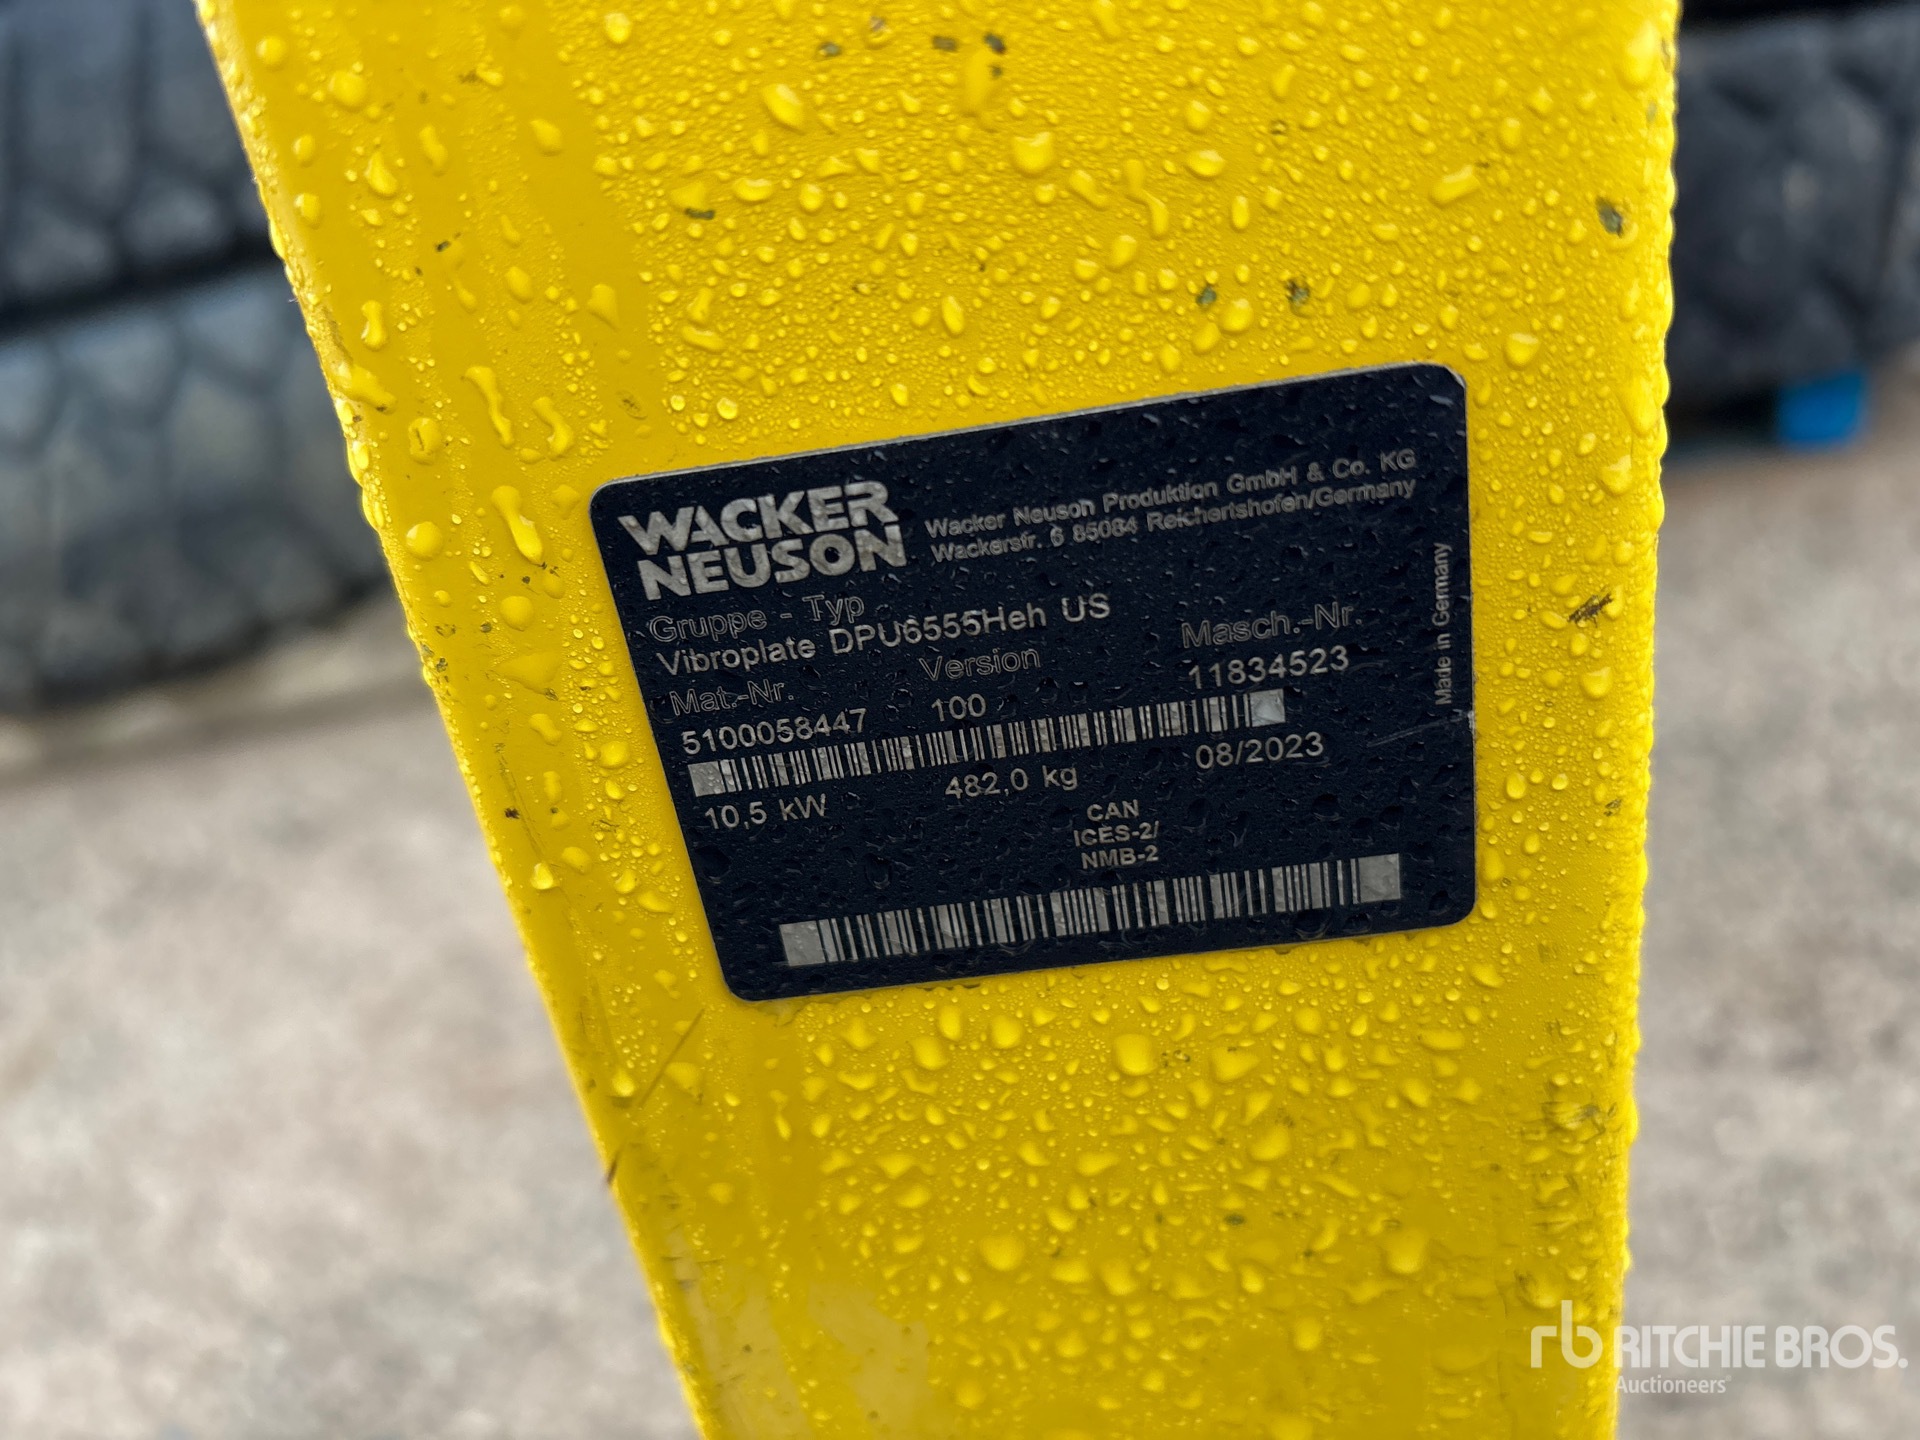 WACKER
NEUSON
Wacker Neuson Produktion GmbH & Co. KG
Wackerstr. 6 85084 Reichertshofen/Germany
Gruppe - Typ
Vibroplate DPU6555Heh US
Mat.-Nr. Version Masch.-Nr.
5100058447 100 11834523
10,5 kW 482,0 kg 08/2023
CAN
ICES-2/
NMB-2
Made in Germany
rb RITCHIE BROS.
Auctioneers